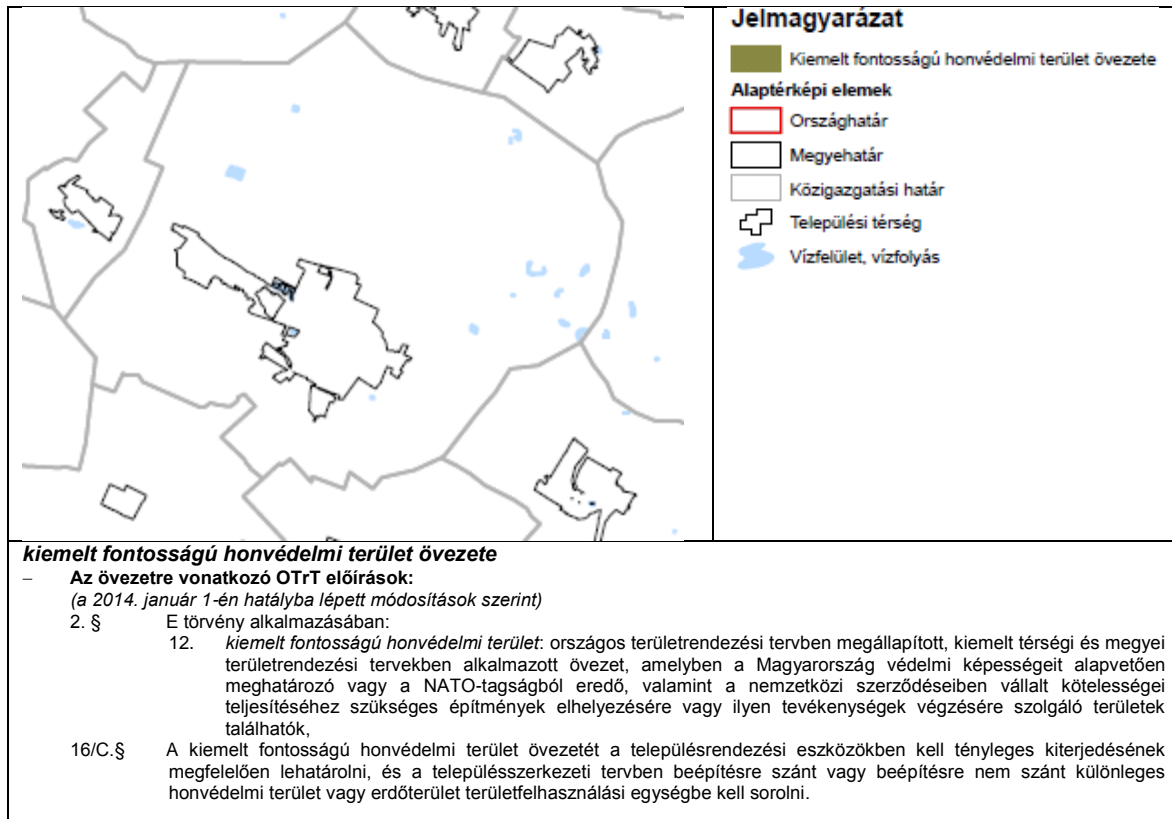 Jelmagyarázat
Kiemelt fontosságú honvédelmi terület övezete
Alaptérképi elemek
Országhatár
Megyehatár
Közigazgatási határ
Települési térség
Vízfelület, vízfolyás
kiemelt fontosságú honvédelmi terület övezete
– Az övezetre vonatkozó OTrT előírások:
(a 2014. január 1-én hatályba lépett módosítások szerint)
2. § E törvény alkalmazásában:
12. kiemelt fontosságú honvédelmi terület: országos területrendezési tervben megállapított, kiemelt térségi és megyei
területrendezési tervekben alkalmazott övezet, amelyben a Magyarország védelmi képességeit alapvetően
meghatározó vagy a NATO-tagságból eredő, valamint a nemzetközi szerződéseiben vállalt kötelességei
teljesítéséhez szükséges építmények elhelyezésére vagy ilyen tevékenységek végzésére szolgáló területek
találhatók,
16/C.§ A kiemelt fontosságú honvédelmi terület övezetét a településrendezési eszközökben kell tényleges kiterjedésének
megfelelően lehatárolni, és a településszerkezeti tervben beépítésre szánt vagy beépítésre nem szánt különleges
honvédelmi terület vagy erdőterület területfelhasználási egységbe kell sorolni.